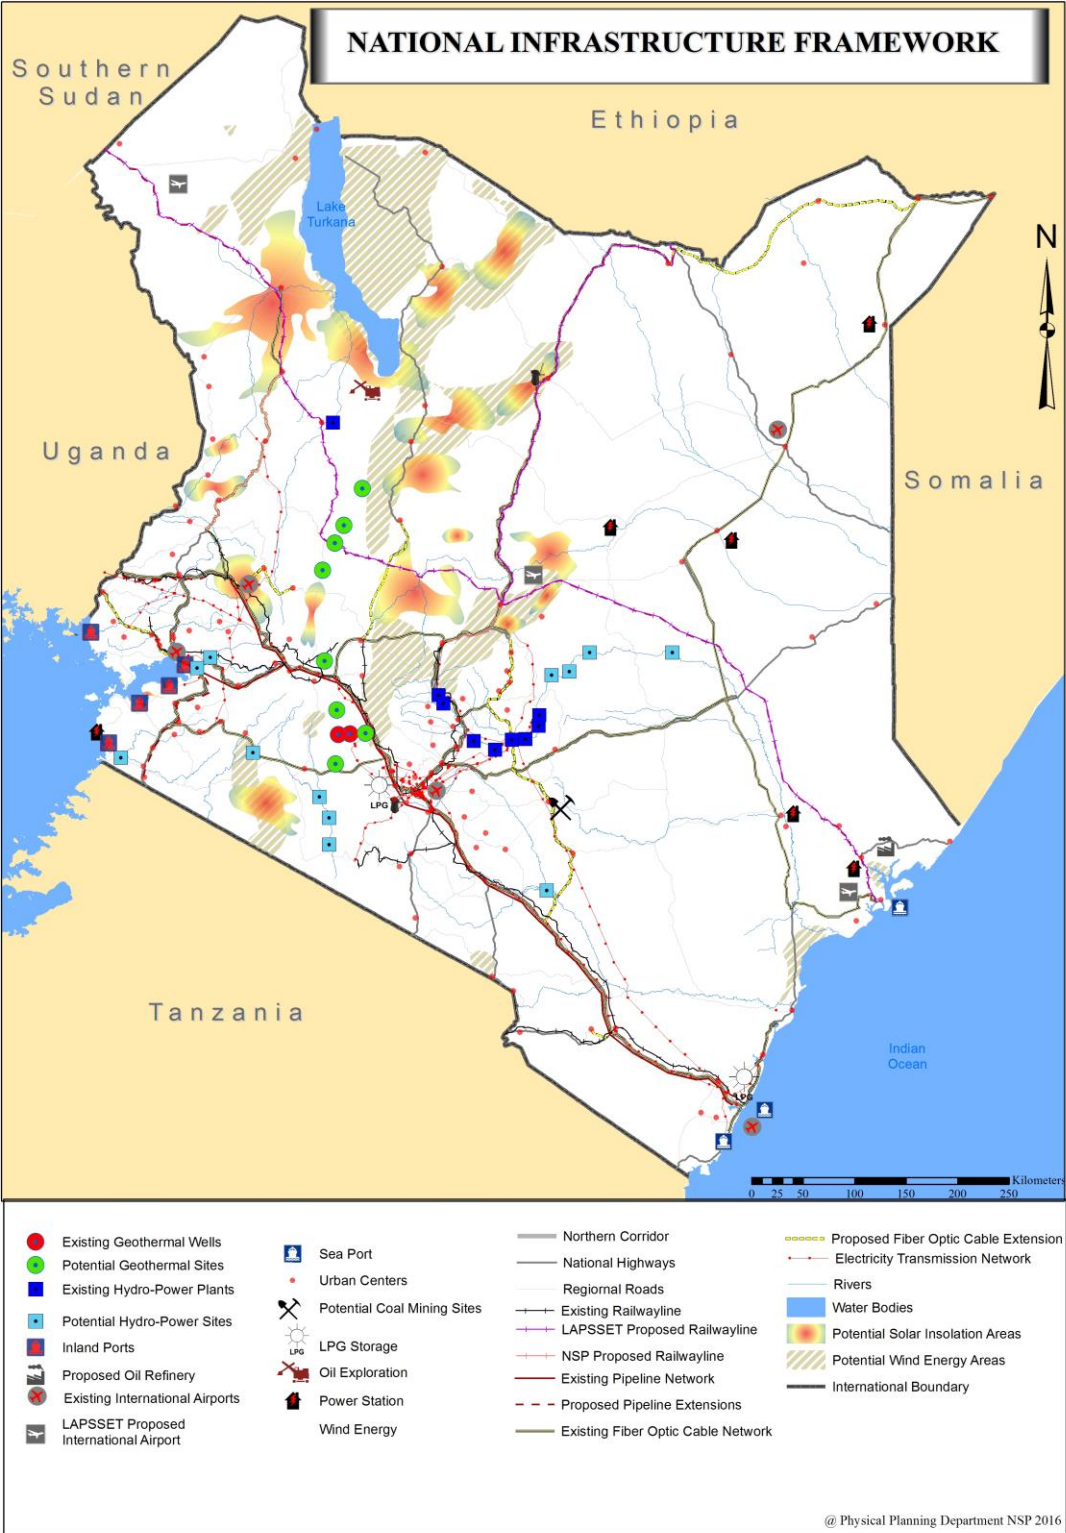 NATIONAL INFRASTRUCTURE FRAMEWORK
Southern
Sudan
Ethiopia
Lake
Turkana
N
Uganda
Somalia
LPG
Tanzania
Indian
Ocean
LPG
Kilometers
0 25 50 100 150 200 250
Existing Geothermal Wells
Potential Geothermal Sites
Existing Hydro-Power Plants
Potential Hydro-Power Sites
Inland Ports
Proposed Oil Refinery
Existing International Airports
LAPSSET Proposed
International Airport
Sea Port
Urban Centers
Potential Coal Mining Sites
LPG Storage
LPG
Oil Exploration
Power Station
Wind Energy
Northern Corridor
National Highways
Regiornal Roads
Existing Railwayline
LAPSSET Proposed Railwayline
NSP Proposed Railwayline
Existing Pipeline Network
Proposed Pipeline Extensions
Existing Fiber Optic Cable Network
Proposed Fiber Optic Cable Extension
Electricity Transmission Network
Rivers
Water Bodies
Potential Solar Insolation Areas
Potential Wind Energy Areas
International Boundary
@ Physical Planning Department NSP 2016